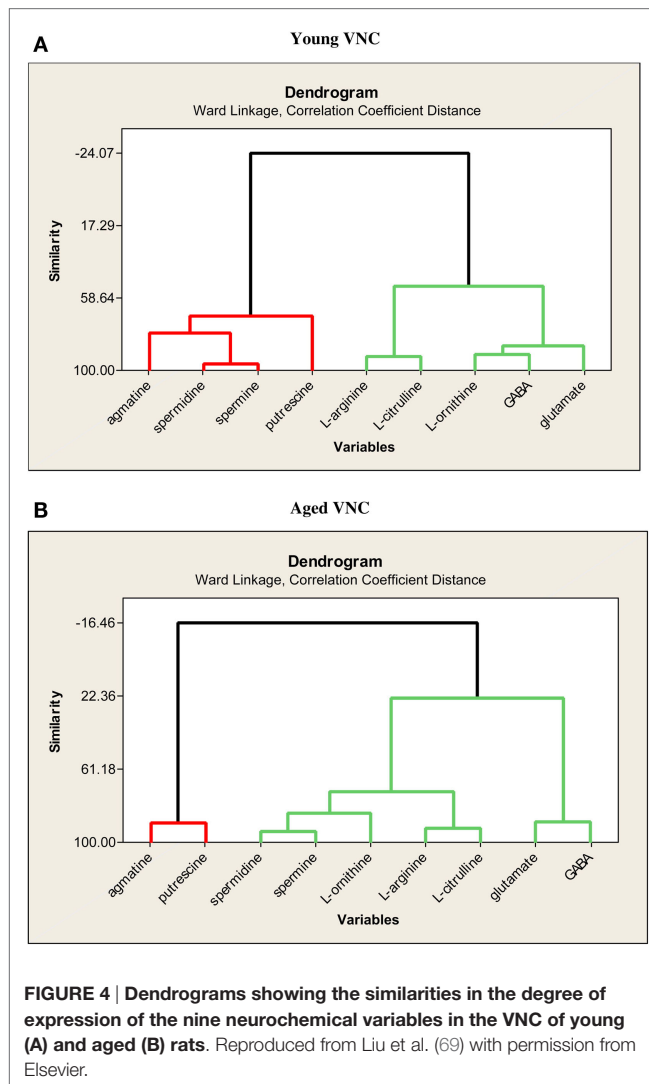 A
Young VNC
Dendrogram
Ward Linkage, Correlation Coefficient Distance
-24.07
17.29
58.64
100.00
Similarity
agmatine
spermidine
spermine
putrescine
L-arginine
L-citrulline
L-ornithine
GABA
glutamate
Variables
B
Aged VNC
Dendrogram
Ward Linkage, Correlation Coefficient Distance
-16.46
22.36
61.18
100.00
Similarity
agmatine
putrescine
spermidine
spermine
L-ornithine
L-arginine
L-citrulline
glutamate
GABA
Variables
FIGURE 4 | Dendrograms showing the similarities in the degree of
expression of the nine neurochemical variables in the VNC of young
(A) and aged (B) rats. Reproduced from Liu et al. (69) with permission from
Elsevier.